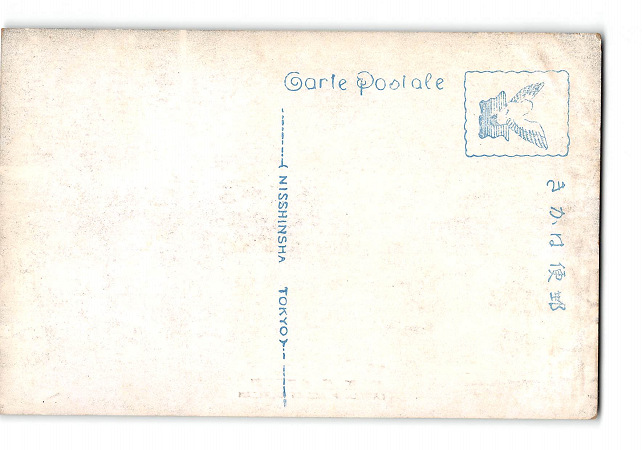 Carte Postale
NISSHINSHA TOKYO
きかは便郵